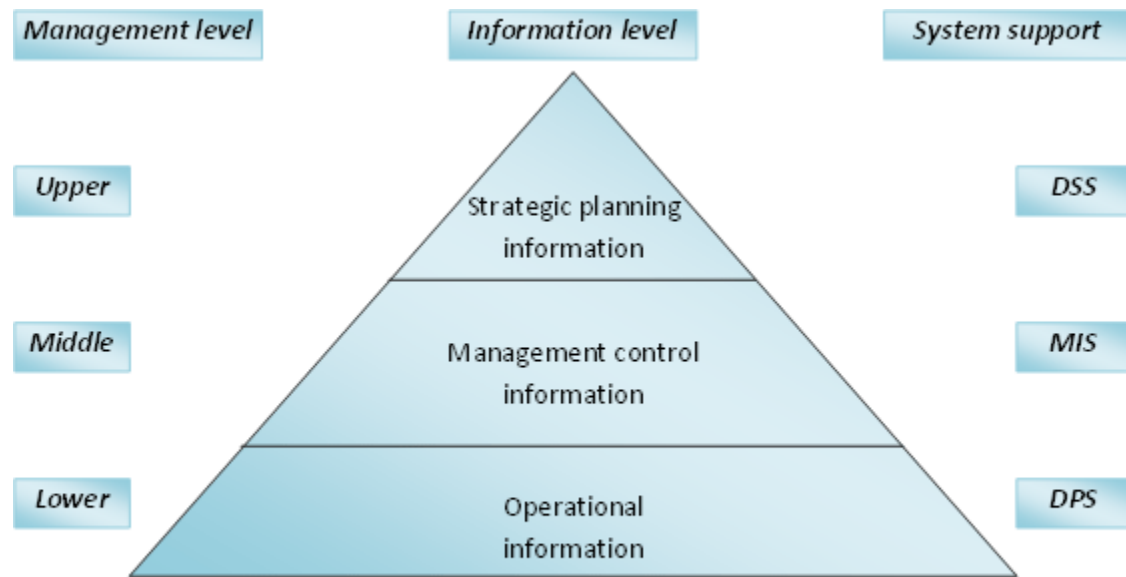 Management level
Information level
System support
Upper
Strategic planning
information
DSS
Middle
Management control
information
MIS
Lower
Operational
information
DPS